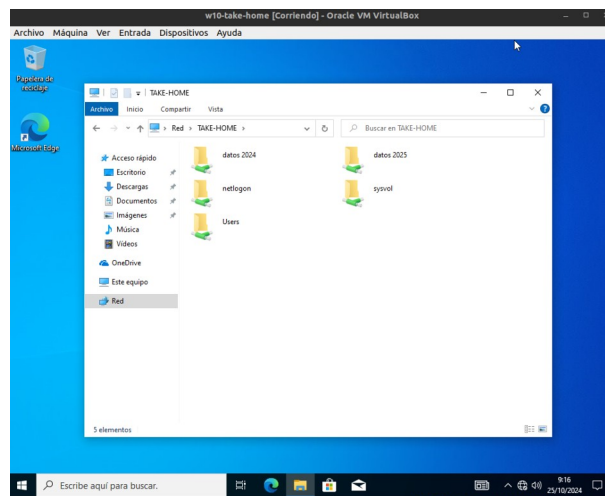 w10-take-home [Corriendo] - Oracle VM VirtualBox
Archivo Máquina Ver Entrada Dispositivos Ayuda
Papelera de
reciclaje
Microsoft Edge
TAKE-HOME
Archivo Inicio Compartir Vista
Red > TAKE-HOME >
Buscar en TAKE-HOME
Acceso rápido
Escritorio
Descargas
Documentos
Imágenes
Música
Vídeos
OneDrive
Este equipo
Red
datos 2024
datos 2025
netlogon
sysvol
Users
5 elementos
Escribe aquí para buscar.
9:16
25/10/2024